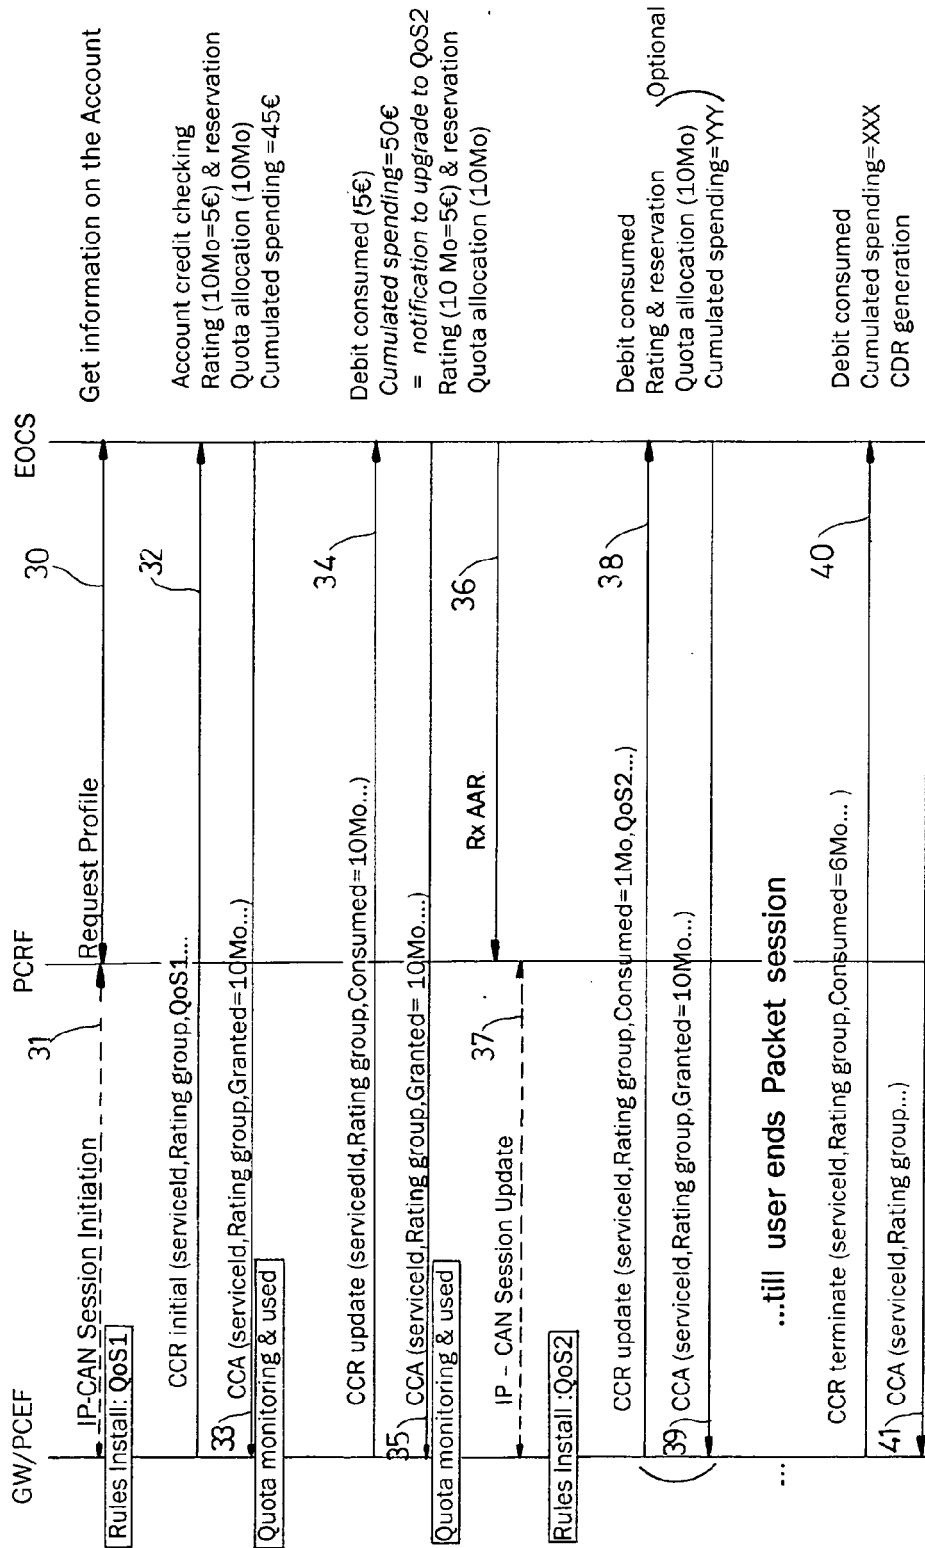 GW/PCEF
PCRF
EOCS
IP-CAN Session Initiation
31
Request Profile
30
Get information on the Account
Rules Install: QoS1
CCR initial (serviceId,Rating group,QoS1....
32
Account credit checking
Rating (10Mo=5€) & reservation
Quota allocation (10Mo)
Cumulated spending =45€
33
CCA (serviceId,Rating group,Granted=10Mo...)
Quota monitoring & used
CCR update (servicedId,Rating group,Consumed=10Mo...)
34
Debit consumed (5€)
Cumulated spending=50€
= notification to upgrade to QoS2
Rating (10 Mo=5€) & reservation
Quota allocation (10Mo)
35
CCA (serviceId,Rating group,Granted= 10Mo....)
Quota monitoring & used
Rx AAR
36
IP – CAN Session Update
37
Rules Install :QoS2
CCR update (serviceId,Rating group,Consumed=1Mo,QoS2...)
38
Debit consumed
Rating & reservation
Quota allocation (10Mo)
Cumulated spending=YYY
Optional
39
CCA (serviceId,Rating group,Granted=10Mo...)
...
...till user ends Packet session
CCR terminate (serviceId,Rating group,Consumed=6Mo... )
40
Debit consumed
Cumulated spending=XXX
CDR generation
41
CCA (serviceId,Rating group...)